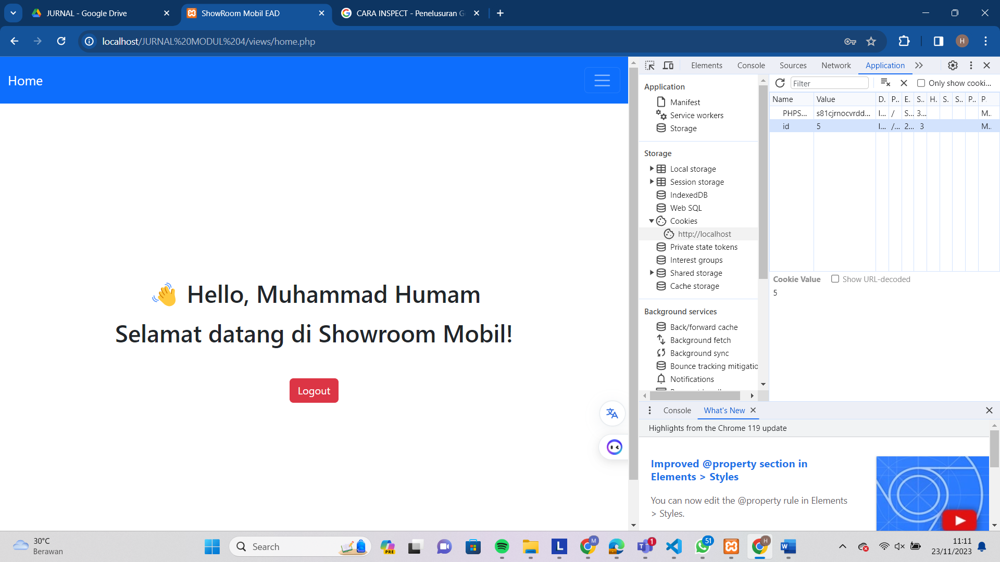 JURNAL - Google Drive
ShowRoom Mobil EAD
CARA INSPECT - Penelusuran G
localhost/JURNAL%20MODUL%204/views/home.php
H
Home
👋 Hello, Muhammad Humam
Selamat datang di Showroom Mobil!
Logout
Elements
Console
Sources
Network
Application
Application
Manifest
Service workers
Storage
Storage
Local storage
Session storage
IndexedDB
Web SQL
Cookies
http://localhost
Private state tokens
Interest groups
Shared storage
Cache storage
Background services
Back/forward cache
Background fetch
Background sync
Bounce tracking mitigatio
Notifications
Filter
Only show cooki...
Name Value D. P.. E. S.. H. S. S.. P.. P
PHPS... s81cjrnocvrdd... l... / S... 3... M..
id 5 l... /... 2... 3 M..
Cookie Value
Show URL-decoded
5
Console
What's New
Highlights from the Chrome 119 update
Improved @property section in
Elements > Styles
You can now edit the @property rule in Elements
> Styles.
30°C
Berawan
Search
PRE
L
M
1
51
H
W
11:11
23/11/2023